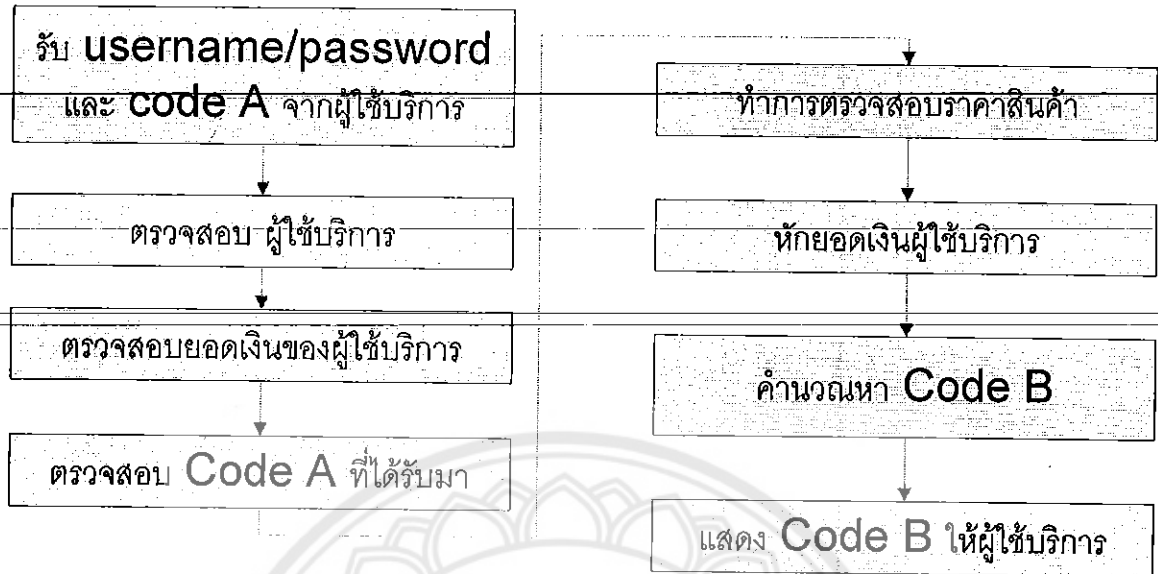 รับ username/password
และ code A จากผู้ใช้บริการ
ตรวจสอบ ผู้ใช้บริการ
ตรวจสอบยอดเงินของผู้ใช้บริการ
ตรวจสอบ Code A ที่ได้รับมา
ทำการตรวจสอบราคาสินค้า
หักยอดเงินผู้ใช้บริการ
คำนวณหา Code B
แสดง Code B ให้ผู้ใช้บริการ